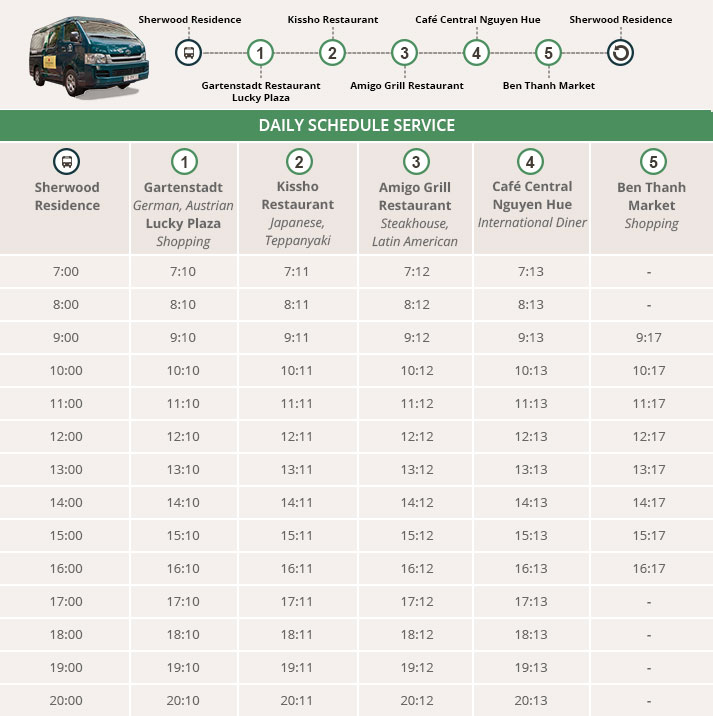 Sherwood Residence
Kissho Restaurant
Café Central Nguyen Hue
Sherwood Residence
1 2 3 4 5
Gartenstadt Restaurant
Lucky Plaza
Amigo Grill Restaurant
Ben Thanh Market
DAILY SCHEDULE SERVICE
1 2 3 4 5
Sherwood
Residence
Gartenstadt
German, Austrian
Lucky Plaza
Shopping
Kissho
Restaurant
Japanese,
Teppanyaki
Amigo Grill
Restaurant
Steakhouse,
Latin American
Café Central
Nguyen Hue
International Diner
Ben Thanh
Market
Shopping
7:00 7:10 7:11 7:12 7:13 -
8:00 8:10 8:11 8:12 8:13 -
9:00 9:10 9:11 9:12 9:13 9:17
10:00 10:10 10:11 10:12 10:13 10:17
11:00 11:10 11:11 11:12 11:13 11:17
12:00 12:10 12:11 12:12 12:13 12:17
13:00 13:10 13:11 13:12 13:13 13:17
14:00 14:10 14:11 14:12 14:13 14:17
15:00 15:10 15:11 15:12 15:13 15:17
16:00 16:10 16:11 16:12 16:13 16:17
17:00 17:10 17:11 17:12 17:13 -
18:00 18:10 18:11 18:12 18:13 -
19:00 19:10 19:11 19:12 19:13 -
20:00 20:10 20:11 20:12 20:13 -